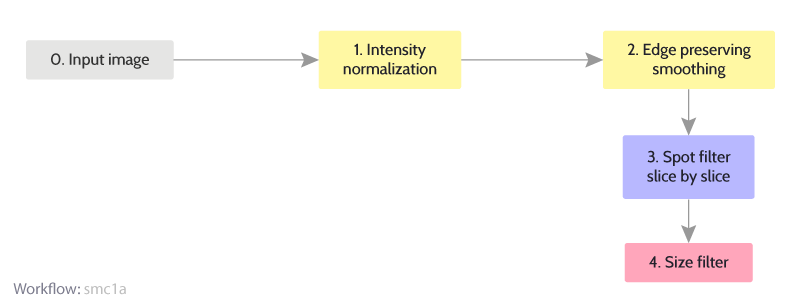 0. Input image
1. Intensity
normalization
2. Edge preserving
smoothing
3. Spot filter
slice by slice
4. Size filter
Workflow: smc1a